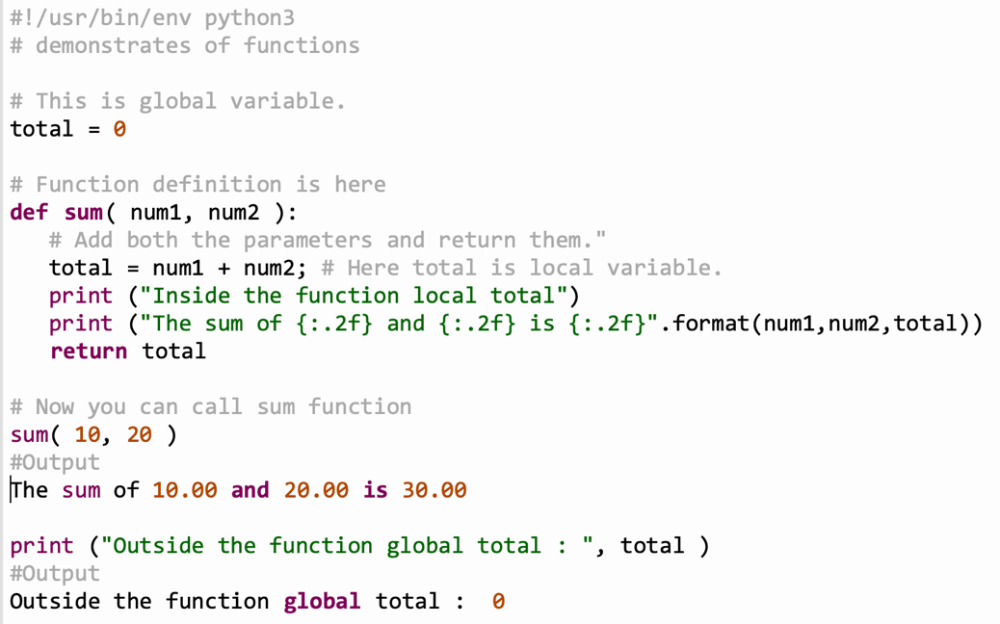 #!/usr/bin/env python3
# demonstrates of functions
# This is global variable.
total = 0
# Function definition is here
def sum( num1, num2 ):
# Add both the parameters and return them."
total = num1 + num2; # Here total is local variable.
print ("Inside the function local total")
print ("The sum of {:.2f} and {:.2f} is {:.2f}".format(num1,num2,total))
return total
# Now you can call sum function
sum( 10, 20 )
#Output
The sum of 10.00 and 20.00 is 30.00
print ("Outside the function global total : ", total )
#Output
Outside the function global total :  0